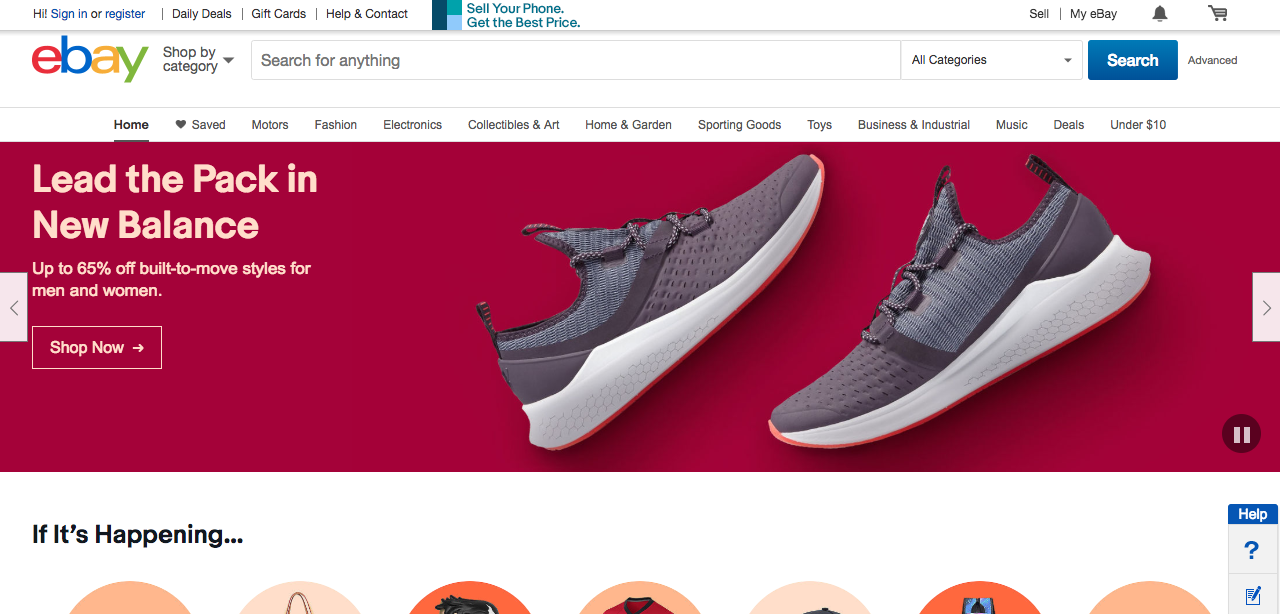 Hi! Sign in or register
Daily Deals
Gift Cards
Help & Contact
Sell Your Phone.
Get the Best Price.
Sell
My eBay
ebay
Shop by
category
Search for anything
All Categories
Search
Advanced
Home
Saved
Motors
Fashion
Electronics
Collectibles & Art
Home & Garden
Sporting Goods
Toys
Business & Industrial
Music
Deals
Under $10
Lead the Pack in
New Balance
Up to 65% off built-to-move styles for
men and women.
Shop Now →
If It's Happening...
Help
?